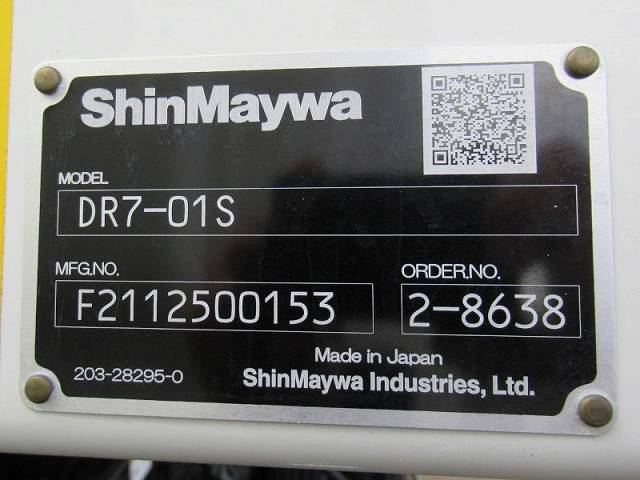 ShinMaywa
MODEL
DR7-01S
MFG.NO. ORDER.NO.
F2112500153 2-8638
Made in Japan
203-28295-0 ShinMaywa Industries, Ltd.